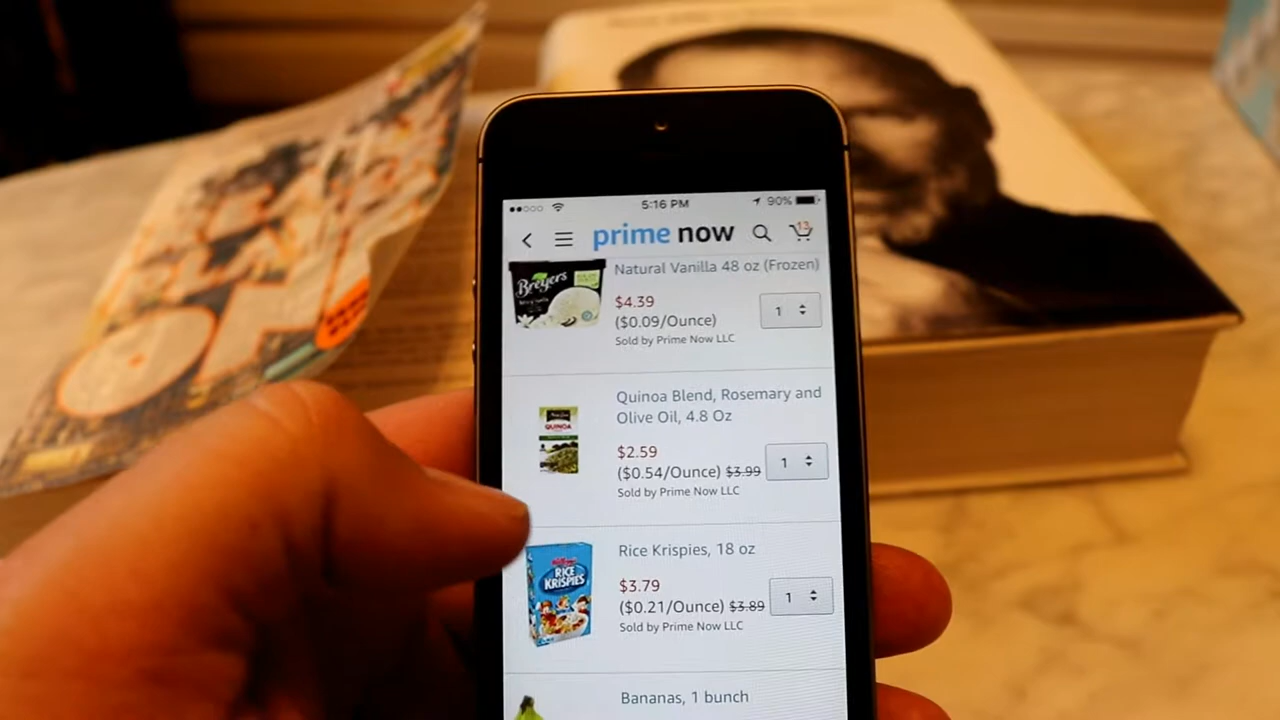 5:16 PM
90%
prime now
13
Breyers
Natural Vanilla 48 oz (Frozen)
$4.39
($0.09/Ounce)
Sold by Prime Now LLC
1
Quinoa Blend, Rosemary and
Olive Oil, 4.8 Oz
QUINOA
$2.59
($0.54/Ounce) $3.99
Sold by Prime Now LLC
1
Rice Krispies, 18 oz
Kellogg's
RICE
KRISPIES
$3.79
($0.21/Ounce) $3.89
Sold by Prime Now LLC
1
Bananas, 1 bunch